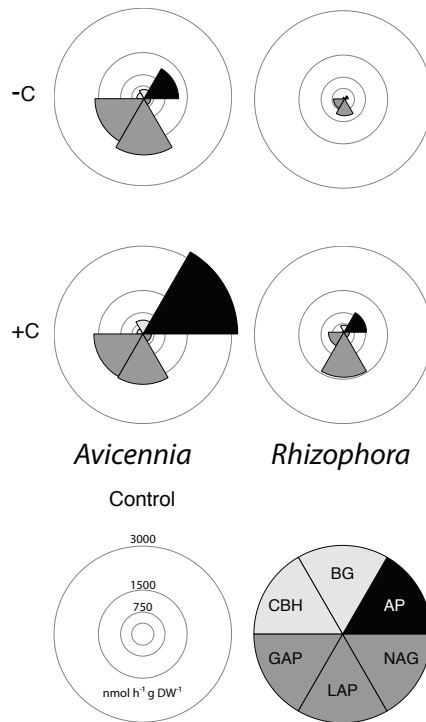 -C
+C
Avicennia Rhizophora
Control
3000
1500
750
nmol h⁻¹ g DW⁻¹
BG
CBH AP
GAP NAG
LAP